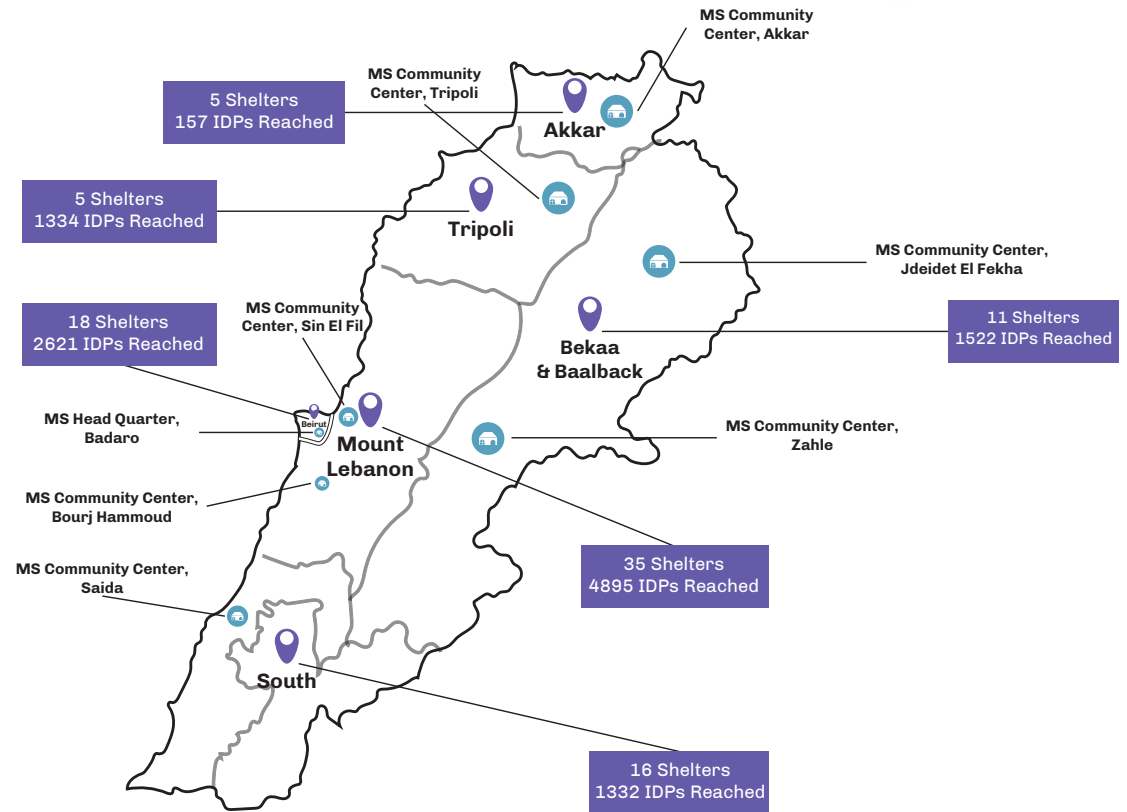 MS Community
Center, Akkar
MS Community
Center, Tripoli
5 Shelters
157 IDPs Reached
Akkar
5 Shelters
1334 IDPs Reached
Tripoli
MS Community Center,
Jdeidet El Fekha
MS Community
Center, Sin El Fil
18 Shelters
2621 IDPs Reached
11 Shelters
1522 IDPs Reached
Bekaa
& Baalback
MS Head Quarter,
Badaro
Beirut
Mount
Lebanon
MS Community Center,
Zahle
MS Community Center,
Bourj Hammoud
35 Shelters
4895 IDPs Reached
MS Community Center,
Saida
South
16 Shelters
1332 IDPs Reached